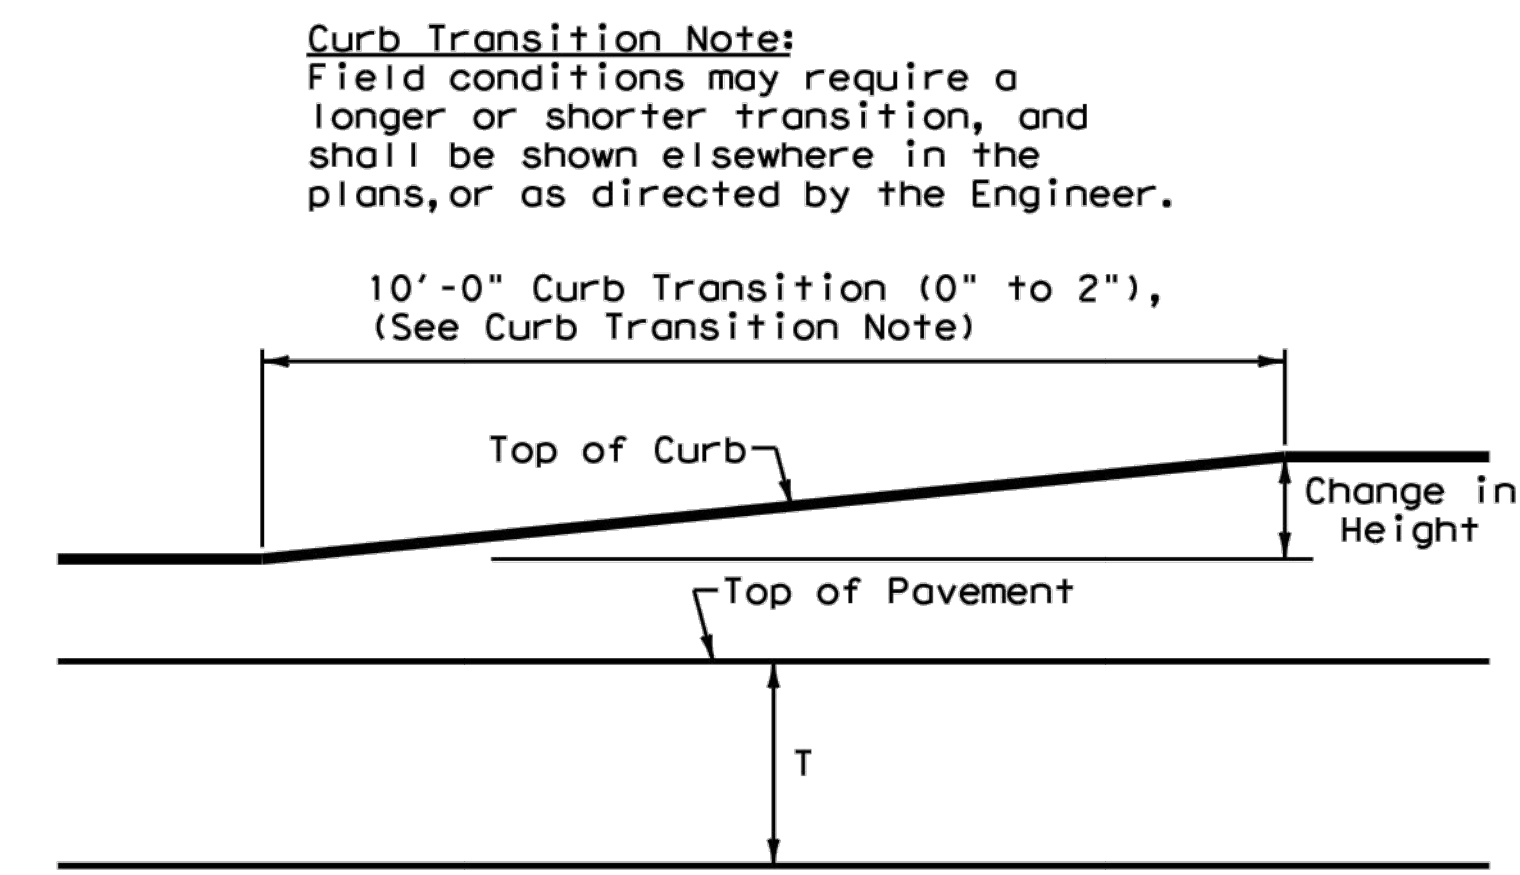 Curb Transition Note:
Field conditions may require a
longer or shorter transition, and
shall be shown elsewhere in the
plans,or as directed by the Engineer.
10'-0" Curb Transition (0" to 2"),
(See Curb Transition Note)
Top of Curb
Change in
Height
Top of Pavement
T